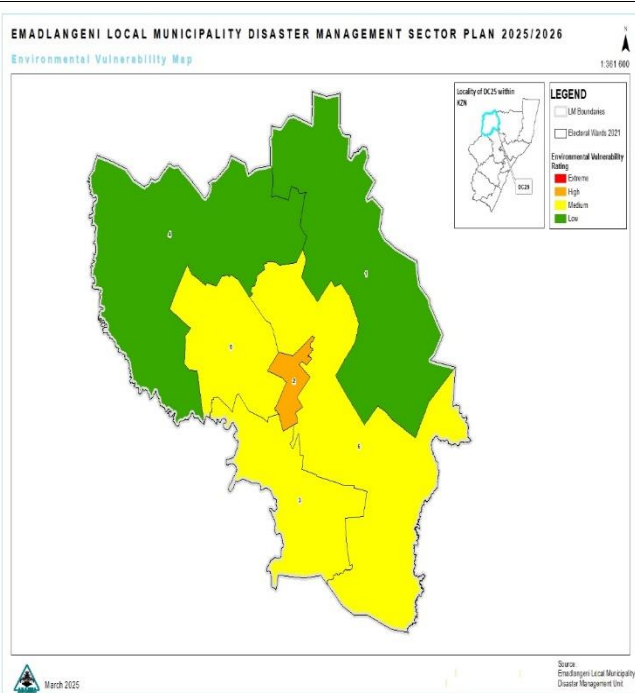 EMADLANGENI LOCAL MUNICIPALITY DISASTER MANAGEMENT SECTOR PLAN 2025/2026
Environmental Vulnerability Map
N
1:361 600
Locality of DC25 within
KZN
DC25
LEGEND
LM Boundaries
Electoral Wards 2021
Environmental Vulnerability
Rating
Extreme
High
Medium
Low
4
1
2
3
March 2025
Source:
Emadlangeni Local Municipality
Disaster Management Unit